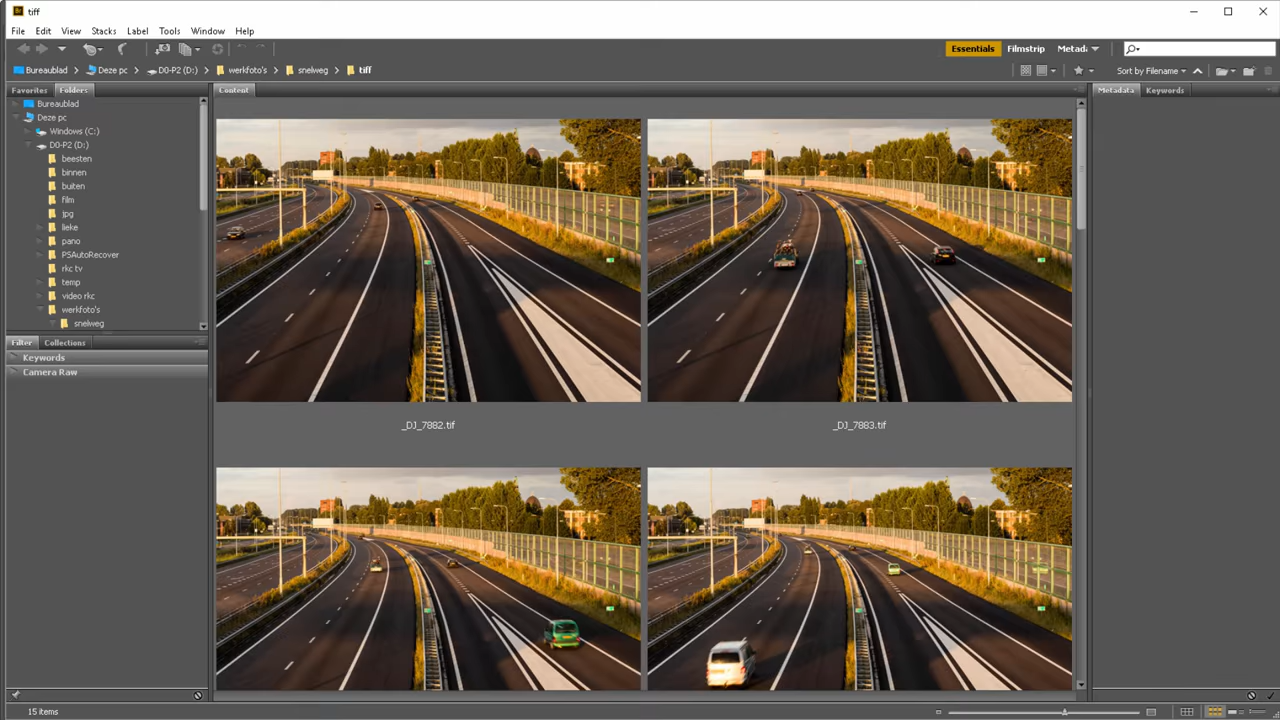 Br tiff
File Edit View Stacks Label Tools Window Help
Essentials Filmstrip Metad
Bureaublad Deze pc D0-P2 (D:) werkfoto's snelweg tiff
Sort by Filename
Favorites Folders
Content
Metadata Keywords
Bureaublad
Deze pc
Windows (C:)
D0-P2 (D:)
beesten
binnen
buiten
film
jpg
lieke
pano
PSAutoRecover
rkc tv
temp
video rkc
werkfoto's
snelweg
Filter Collections
Keywords
Camera Raw
_DJ_7882.tif
_DJ_7883.tif
15 items